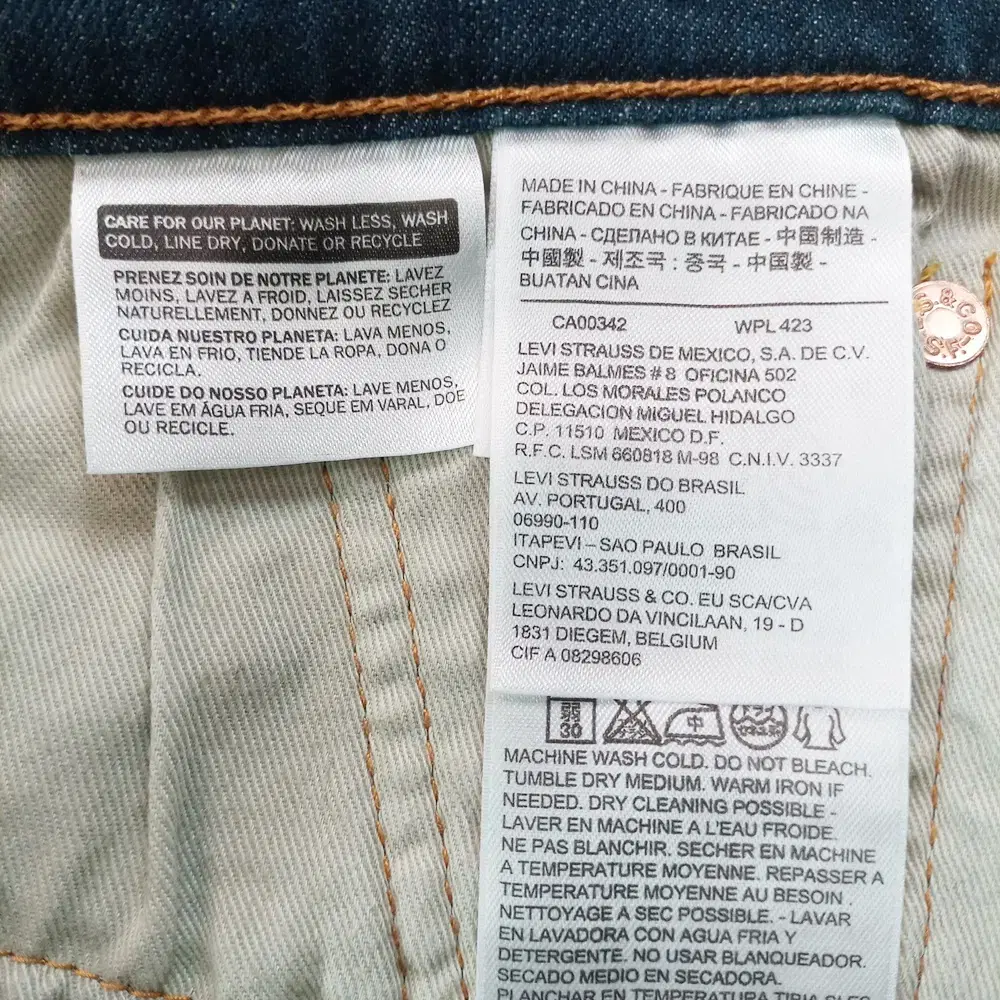 CARE FOR OUR PLANET: WASH LESS, WASH
COLD, LINE DRY, DONATE OR RECYCLE
PRENEZ SOIN DE NOTRE PLANETE: LAVEZ
MOINS, LAVEZ A FROID, LAISSEZ SECHER
NATURELLEMENT, DONNEZ OU RECYCLEZ
CUIDA NUESTRO PLANETA: LAVA MENOS,
LAVA EN FRIO, TIENDE LA ROPA, DONA O
RECICLA.
CUIDE DO NOSSO PLANETA: LAVE MENOS,
LAVE EM ÁGUA FRIA, SEQUE EM VARAL, DOE
OU RECICLE.
MADE IN CHINA - FABRIQUE EN CHINE -
FABRICADO EN CHINA - FABRICADO NA
CHINA - СДЕЛАНО В КИТАЕ - 中国制造 -
中國製 - 제조국 : 중국 - 中国製 -
BUATAN CINA
CA00342 WPL 423
LEVI STRAUSS DE MEXICO, S.A. DE C.V.
JAIME BALMES # 8 OFICINA 502
COL. LOS MORALES POLANCO
DELEGACION MIGUEL HIDALGO
C.P. 11510 MEXICO D.F.
R.F.C. LSM 660818 M-98 C.N.I.V. 3337
LEVI STRAUSS DO BRASIL
AV. PORTUGAL, 400
06990-110
ITAPEVI – SAO PAULO BRASIL
CNPJ: 43.351.097/0001-90
LEVI STRAUSS & CO. EU SCA/CVA
LEONARDO DA VINCILAAN, 19 - D
1831 DIEGEM, BELGIUM
CIF A 08298606
弱 中
30
MACHINE WASH COLD. DO NOT BLEACH.
TUMBLE DRY MEDIUM. WARM IRON IF
NEEDED. DRY CLEANING POSSIBLE -
LAVER EN MACHINE A L'EAU FROIDE.
NE PAS BLANCHIR. SECHER EN MACHINE
A TEMPERATURE MOYENNE. REPASSER A
TEMPERATURE MOYENNE AU BESOIN .
NETTOYAGE A SEC POSSIBLE. - LAVAR
EN LAVADORA CON AGUA FRIA Y
DETERGENTE. NO USAR BLANQUEADOR.
SECADO MEDIO EN SECADORA.
PLANCHAR EN TEMPERATURA TIBIA
& CO
S.F.